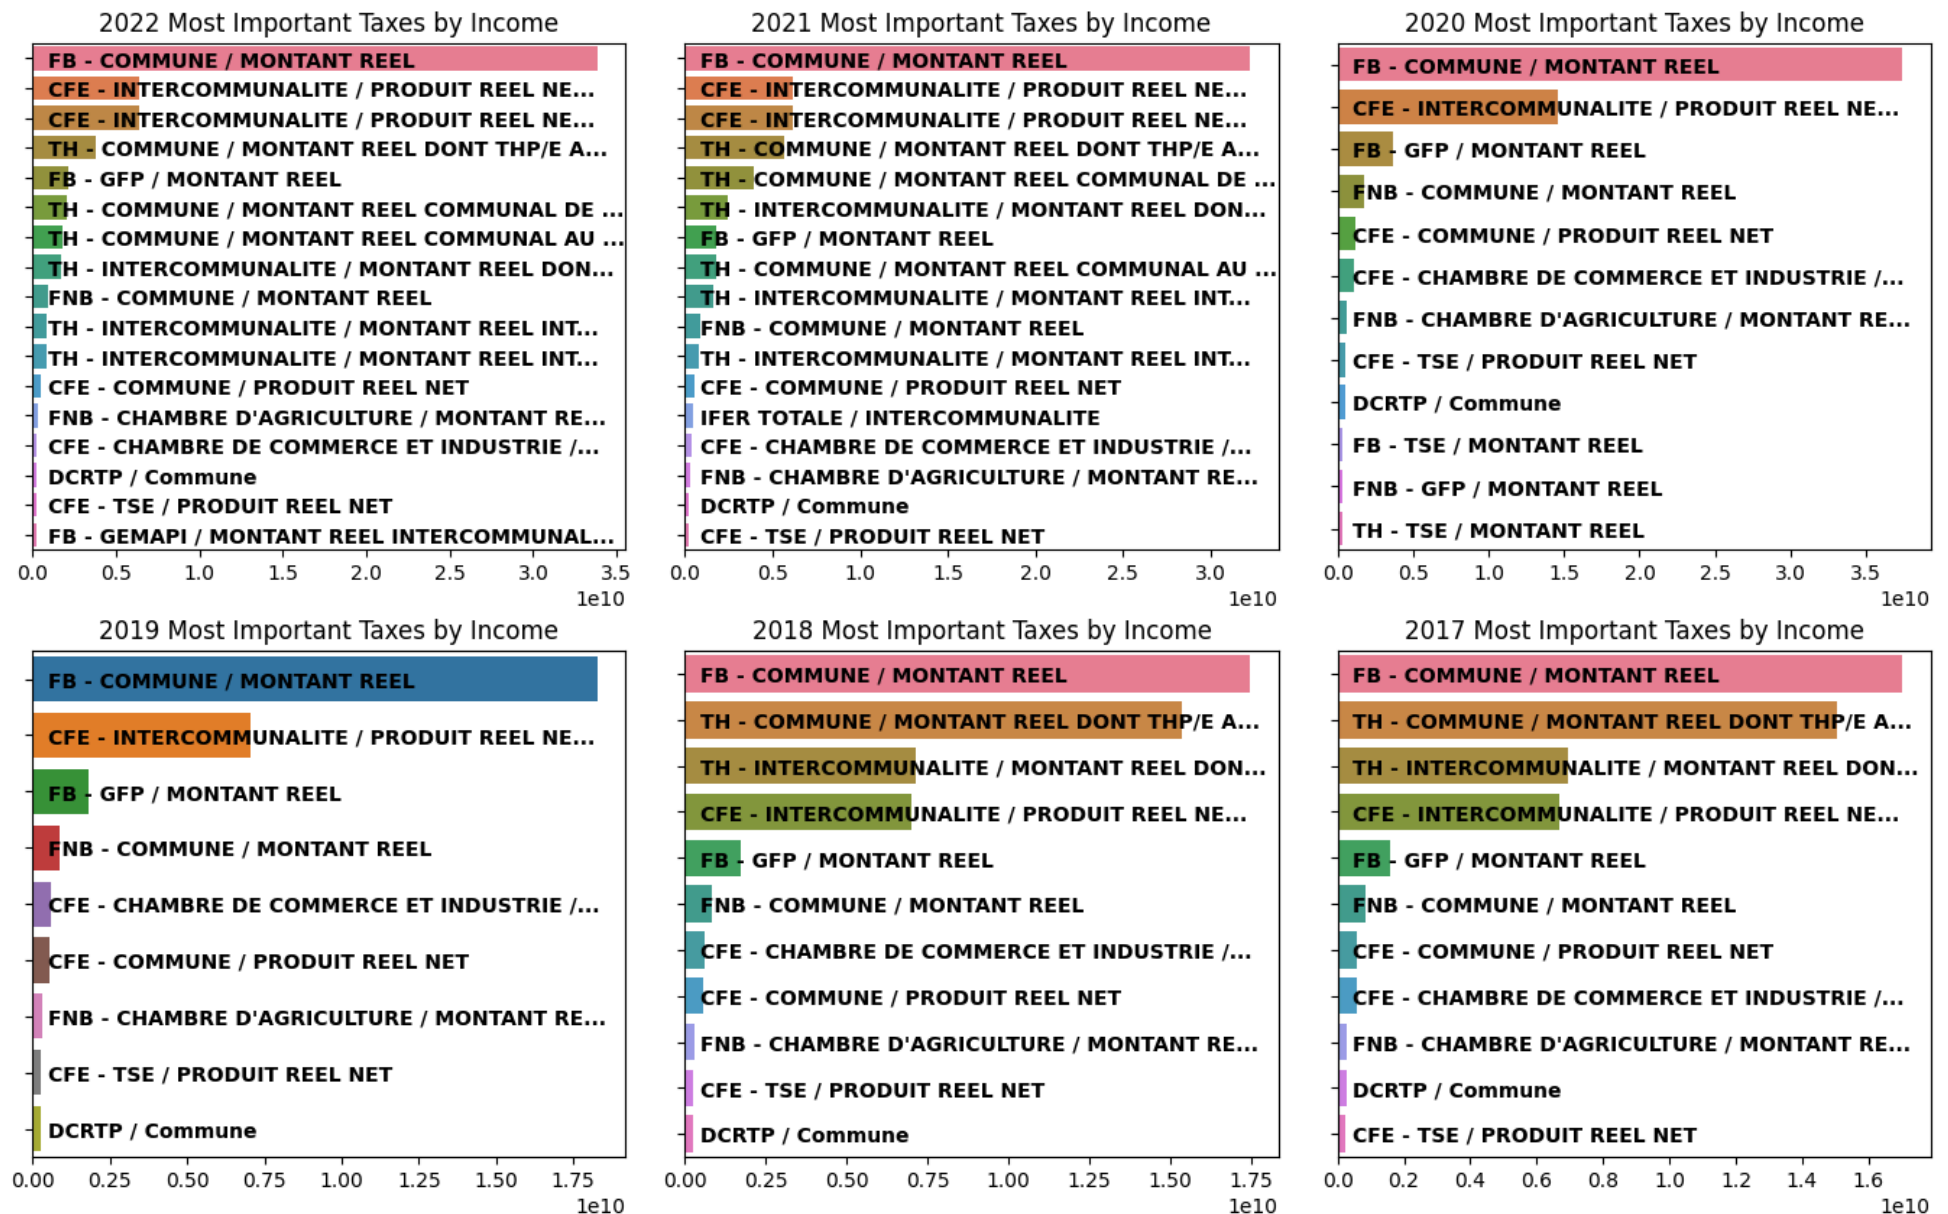 2022 Most Important Taxes by Income
FB - COMMUNE / MONTANT REEL
CFE - INTERCOMMUNALITE / PRODUIT REEL NE...
CFE - INTERCOMMUNALITE / PRODUIT REEL NE...
TH - COMMUNE / MONTANT REEL DONT THP/E A...
FB - GFP / MONTANT REEL
TH - COMMUNE / MONTANT REEL COMMUNAL DE ...
TH - COMMUNE / MONTANT REEL COMMUNAL AU ...
TH - INTERCOMMUNALITE / MONTANT REEL DON...
FNB - COMMUNE / MONTANT REEL
TH - INTERCOMMUNALITE / MONTANT REEL INT...
TH - INTERCOMMUNALITE / MONTANT REEL INT...
CFE - COMMUNE / PRODUIT REEL NET
FNB - CHAMBRE D'AGRICULTURE / MONTANT RE...
CFE - CHAMBRE DE COMMERCE ET INDUSTRIE /...
DCRTP / Commune
CFE - TSE / PRODUIT REEL NET
FB - GEMAPI / MONTANT REEL INTERCOMMUNAL...
0.0 0.5 1.0 1.5 2.0 2.5 3.0 3.5
1e10
2021 Most Important Taxes by Income
FB - COMMUNE / MONTANT REEL
CFE - INTERCOMMUNALITE / PRODUIT REEL NE...
CFE - INTERCOMMUNALITE / PRODUIT REEL NE...
TH - COMMUNE / MONTANT REEL DONT THP/E A...
TH - COMMUNE / MONTANT REEL COMMUNAL DE ...
TH - INTERCOMMUNALITE / MONTANT REEL DON...
FB - GFP / MONTANT REEL
TH - COMMUNE / MONTANT REEL COMMUNAL AU ...
TH - INTERCOMMUNALITE / MONTANT REEL INT...
FNB - COMMUNE / MONTANT REEL
TH - INTERCOMMUNALITE / MONTANT REEL INT...
CFE - COMMUNE / PRODUIT REEL NET
IFER TOTALE / INTERCOMMUNALITE
CFE - CHAMBRE DE COMMERCE ET INDUSTRIE /...
FNB - CHAMBRE D'AGRICULTURE / MONTANT RE...
DCRTP / Commune
CFE - TSE / PRODUIT REEL NET
0.0 0.5 1.0 1.5 2.0 2.5 3.0
1e10
2020 Most Important Taxes by Income
FB - COMMUNE / MONTANT REEL
CFE - INTERCOMMUNALITE / PRODUIT REEL NE...
FB - GFP / MONTANT REEL
FNB - COMMUNE / MONTANT REEL
CFE - COMMUNE / PRODUIT REEL NET
CFE - CHAMBRE DE COMMERCE ET INDUSTRIE /...
FNB - CHAMBRE D'AGRICULTURE / MONTANT RE...
CFE - TSE / PRODUIT REEL NET
DCRTP / Commune
FB - TSE / MONTANT REEL
FNB - GFP / MONTANT REEL
TH - TSE / MONTANT REEL
0.0 0.5 1.0 1.5 2.0 2.5 3.0 3.5
1e10
2019 Most Important Taxes by Income
FB - COMMUNE / MONTANT REEL
CFE - INTERCOMMUNALITE / PRODUIT REEL NE...
FB - GFP / MONTANT REEL
FNB - COMMUNE / MONTANT REEL
CFE - CHAMBRE DE COMMERCE ET INDUSTRIE /...
CFE - COMMUNE / PRODUIT REEL NET
FNB - CHAMBRE D'AGRICULTURE / MONTANT RE...
CFE - TSE / PRODUIT REEL NET
DCRTP / Commune
0.00 0.25 0.50 0.75 1.00 1.25 1.50 1.75
1e10
2018 Most Important Taxes by Income
FB - COMMUNE / MONTANT REEL
TH - COMMUNE / MONTANT REEL DONT THP/E A...
TH - INTERCOMMUNALITE / MONTANT REEL DON...
CFE - INTERCOMMUNALITE / PRODUIT REEL NE...
FB - GFP / MONTANT REEL
FNB - COMMUNE / MONTANT REEL
CFE - CHAMBRE DE COMMERCE ET INDUSTRIE /...
CFE - COMMUNE / PRODUIT REEL NET
FNB - CHAMBRE D'AGRICULTURE / MONTANT RE...
CFE - TSE / PRODUIT REEL NET
DCRTP / Commune
0.00 0.25 0.50 0.75 1.00 1.25 1.50 1.75
1e10
2017 Most Important Taxes by Income
FB - COMMUNE / MONTANT REEL
TH - COMMUNE / MONTANT REEL DONT THP/E A...
TH - INTERCOMMUNALITE / MONTANT REEL DON...
CFE - INTERCOMMUNALITE / PRODUIT REEL NE...
FB - GFP / MONTANT REEL
FNB - COMMUNE / MONTANT REEL
CFE - COMMUNE / PRODUIT REEL NET
CFE - CHAMBRE DE COMMERCE ET INDUSTRIE /...
FNB - CHAMBRE D'AGRICULTURE / MONTANT RE...
DCRTP / Commune
CFE - TSE / PRODUIT REEL NET
0.0 0.2 0.4 0.6 0.8 1.0 1.2 1.4 1.6
1e10